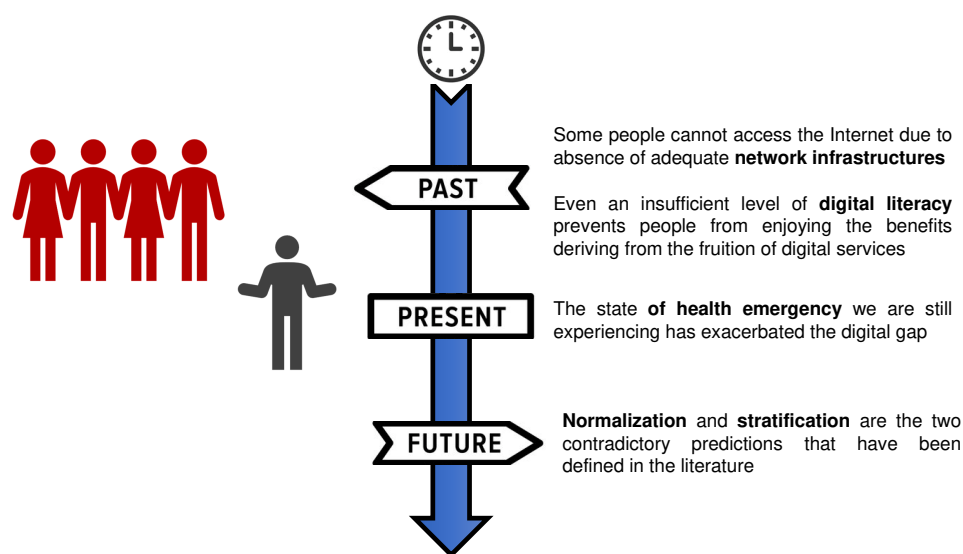 Some people cannot access the Internet due to
absence of adequate network infrastructures
PAST
Even an insufficient level of digital literacy
prevents people from enjoying the benefits
deriving from the fruition of digital services
PRESENT
The state of health emergency we are still
experiencing has exacerbated the digital gap
FUTURE
Normalization and stratification are the two
contradictory predictions that have been
defined in the literature